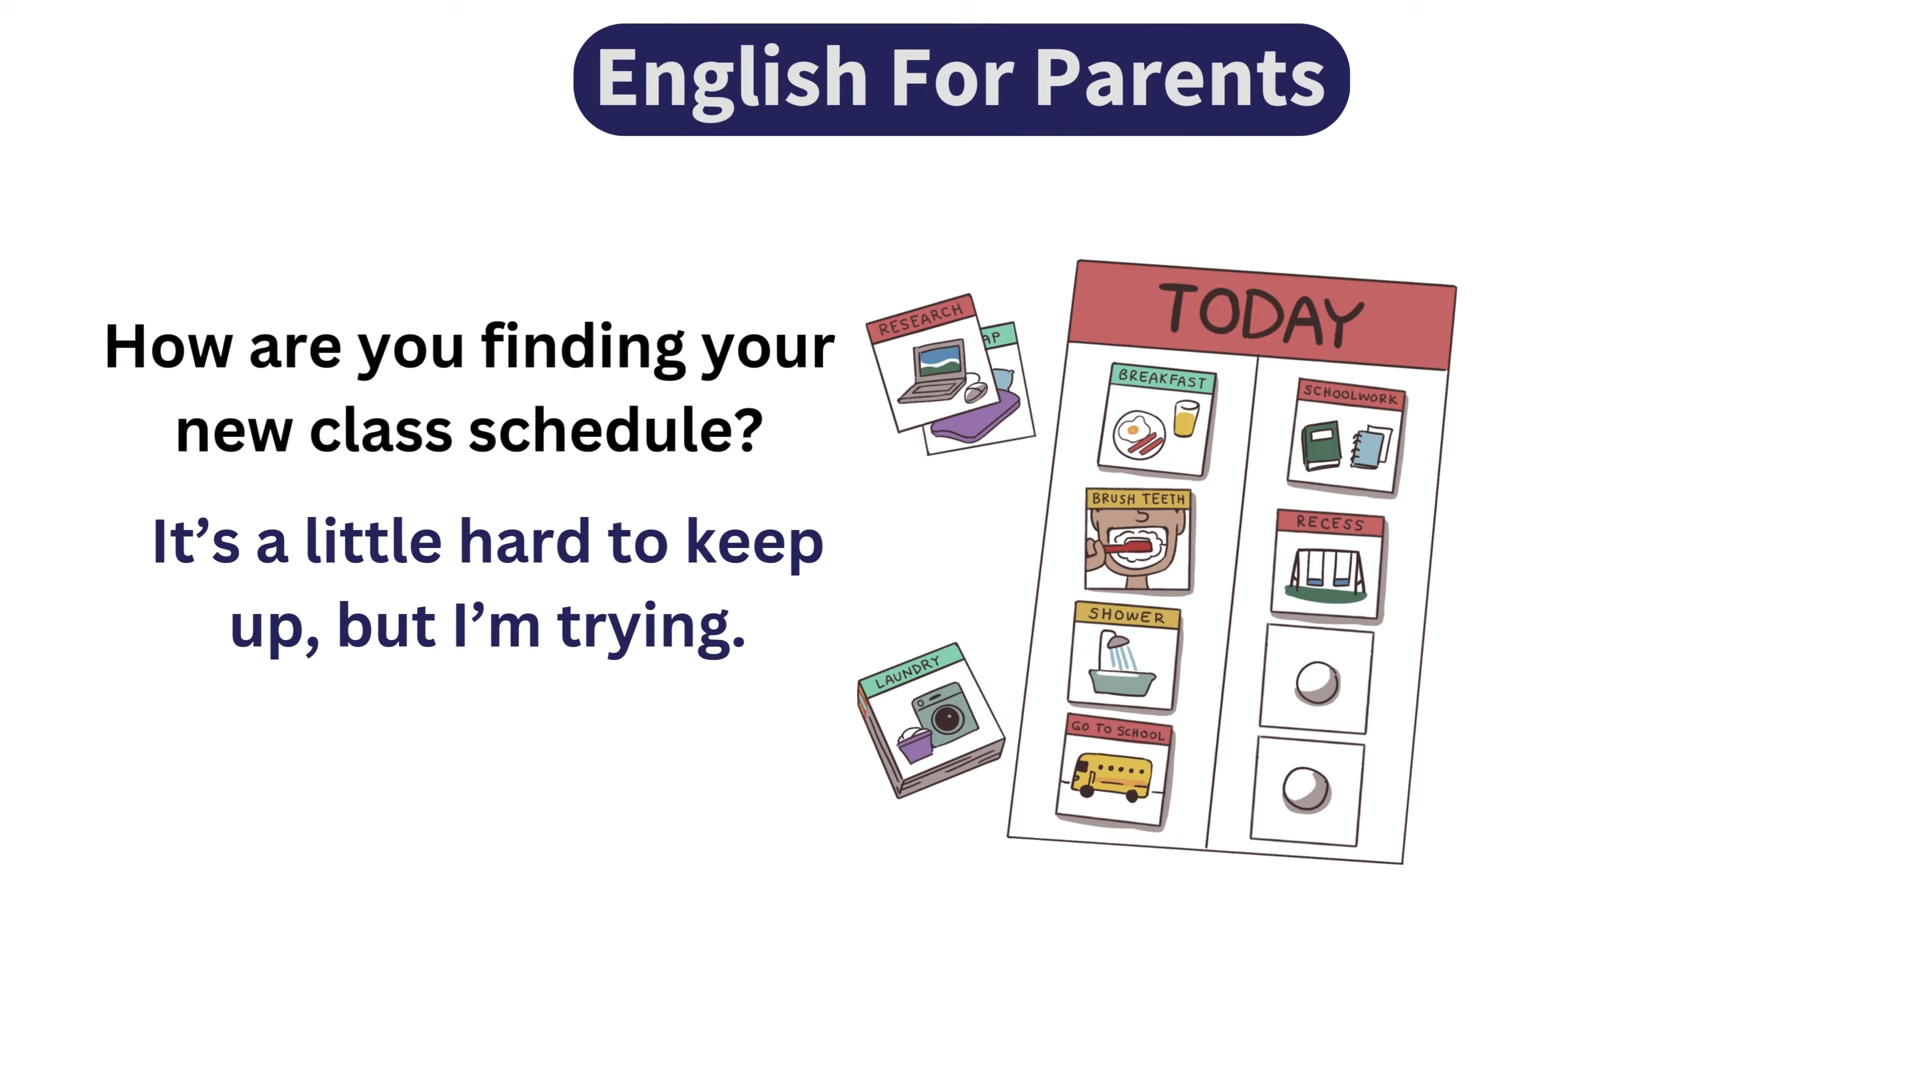 English For Parents
How are you finding your
new class schedule?
It’s a little hard to keep
up, but I’m trying.
RESEARCH
TODAY
BREAKFAST
BRUSH TEETH
SHOWER
GO TO SCHOOL
SCHOOLWORK
RECESS
LAUNDRY